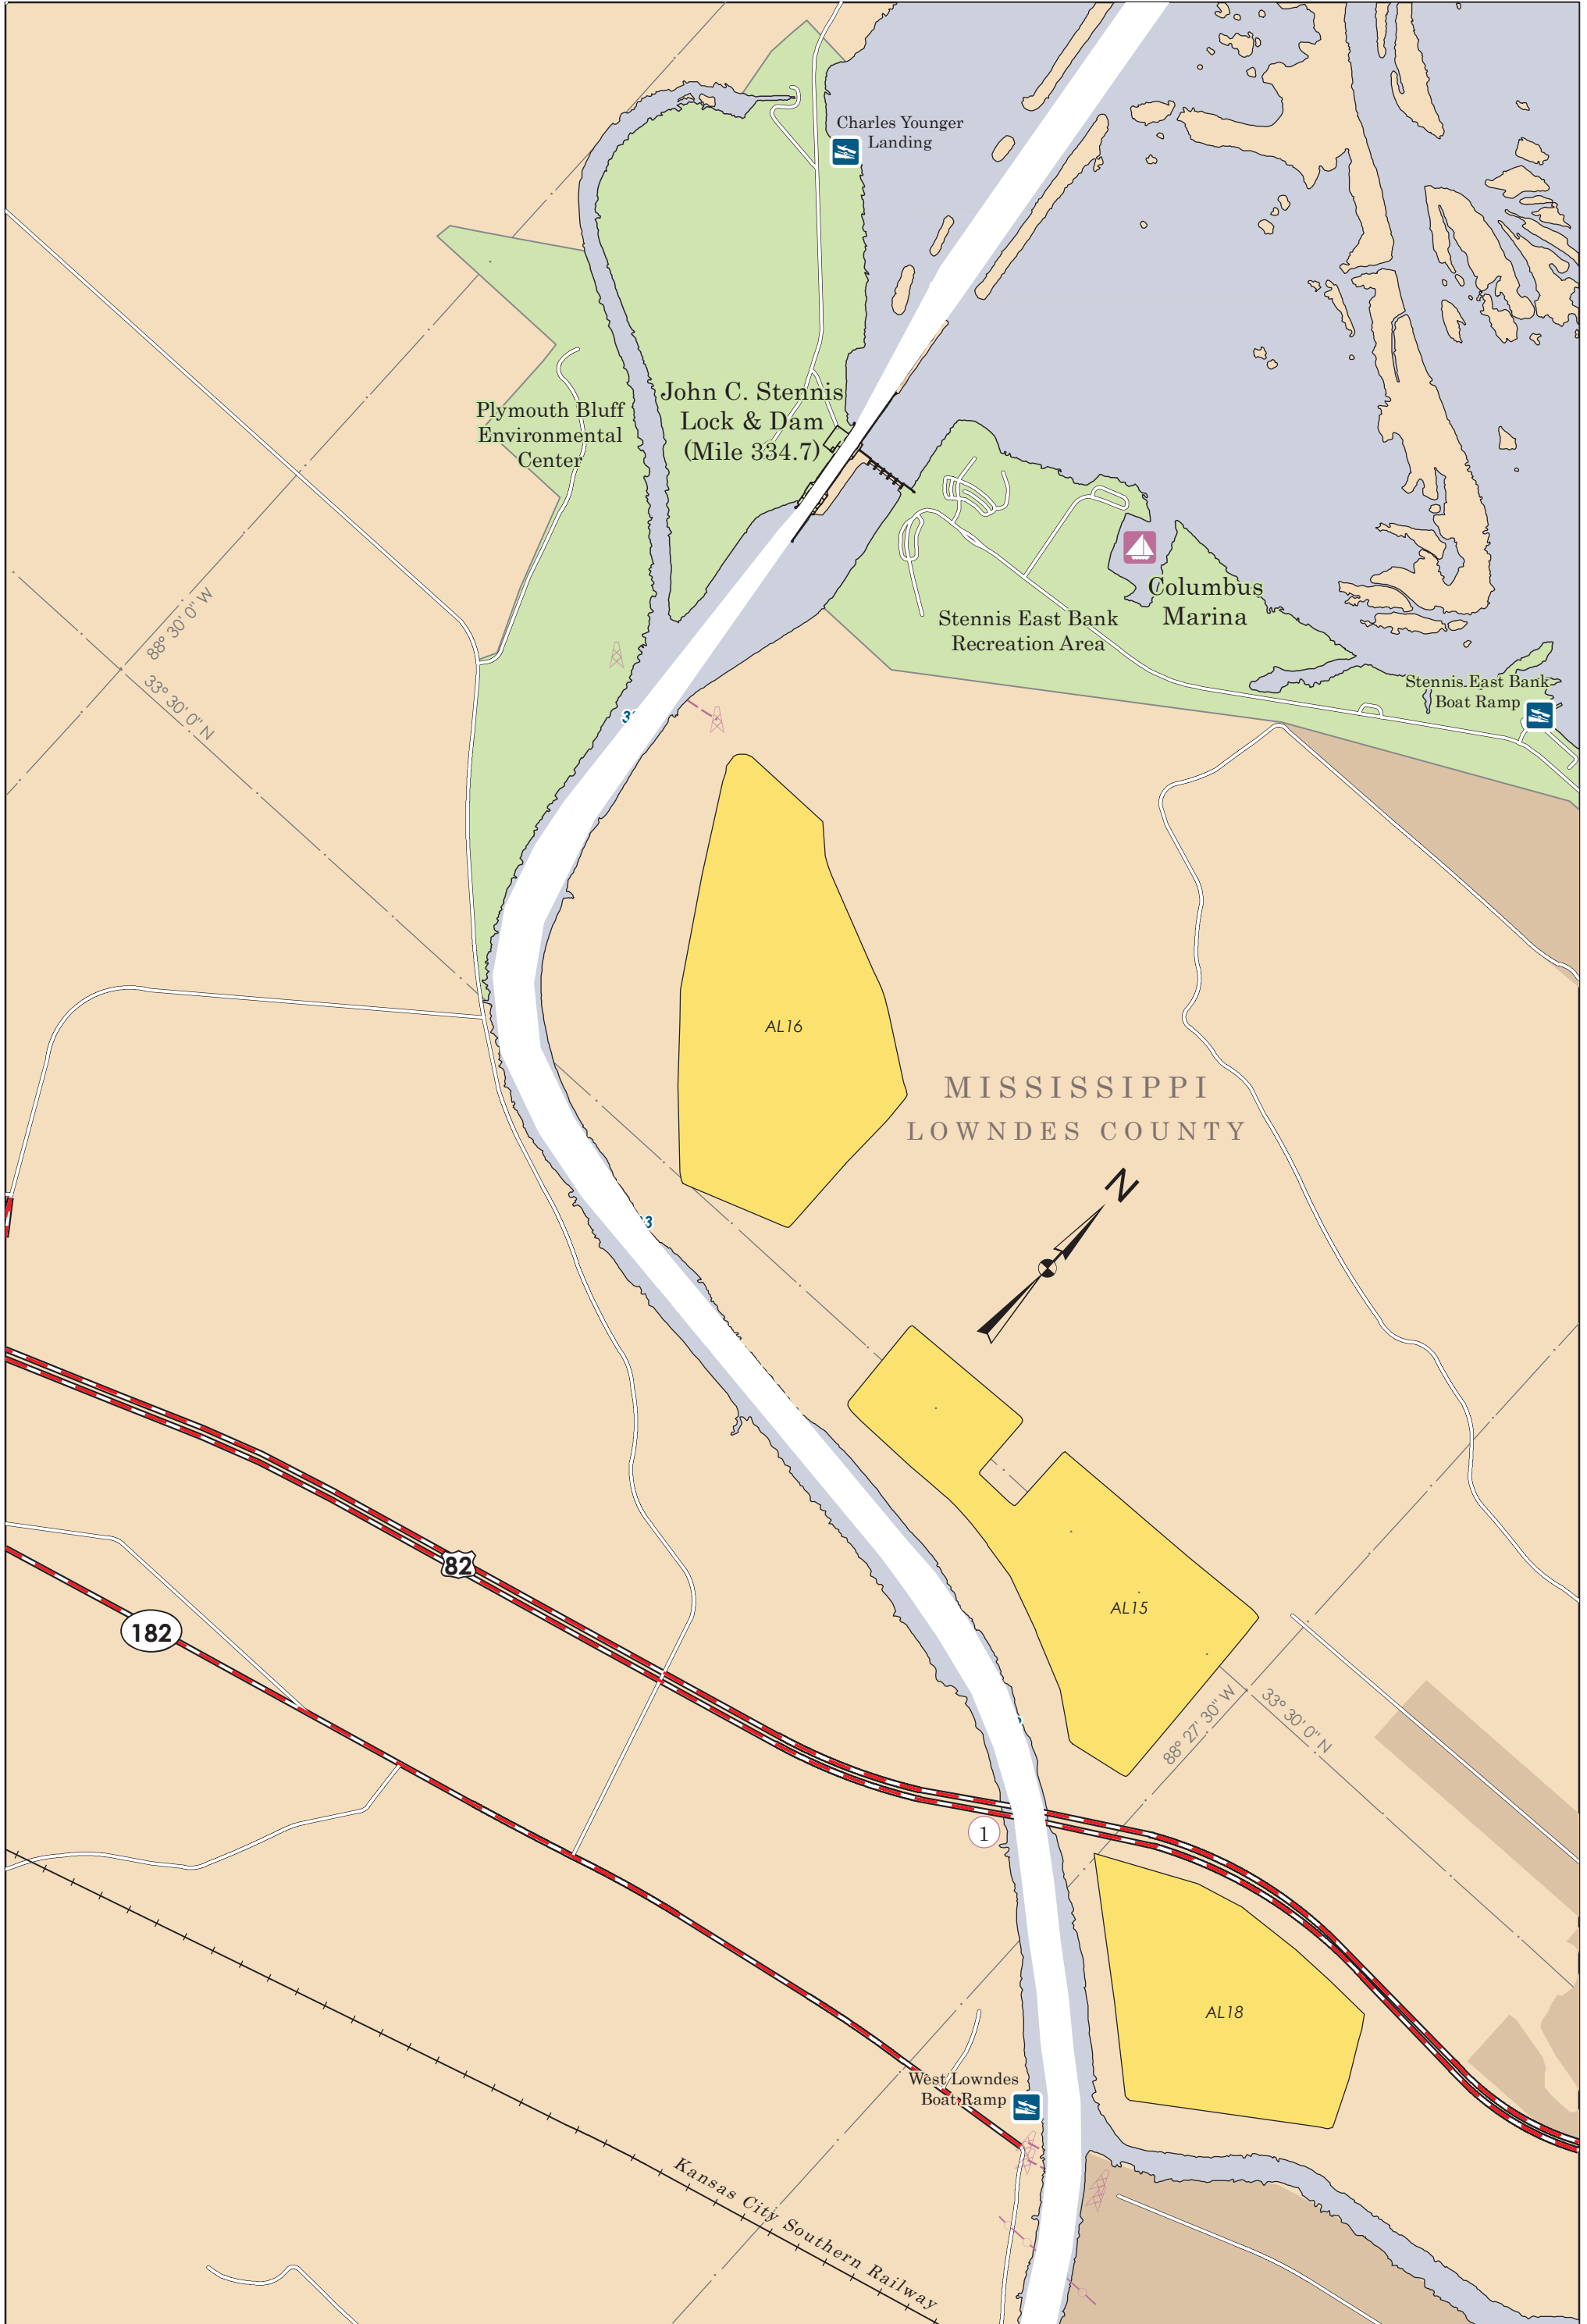 Charles Younger
Landing
John C. Stennis
Lock & Dam
(Mile 334.7)
Plymouth Bluff
Environmental
Center
Columbus
Marina
Stennis East Bank
Recreation Area
Stennis East Bank
Boat Ramp
88° 30' 0" W
33° 30' 0" N
AL16
MISSISSIPPI
LOWNDES COUNTY
N
82
182
AL15
88° 27' 30" W
33° 30' 0" N
1
AL18
West Lowndes
Boat Ramp
Kansas City Southern Railway